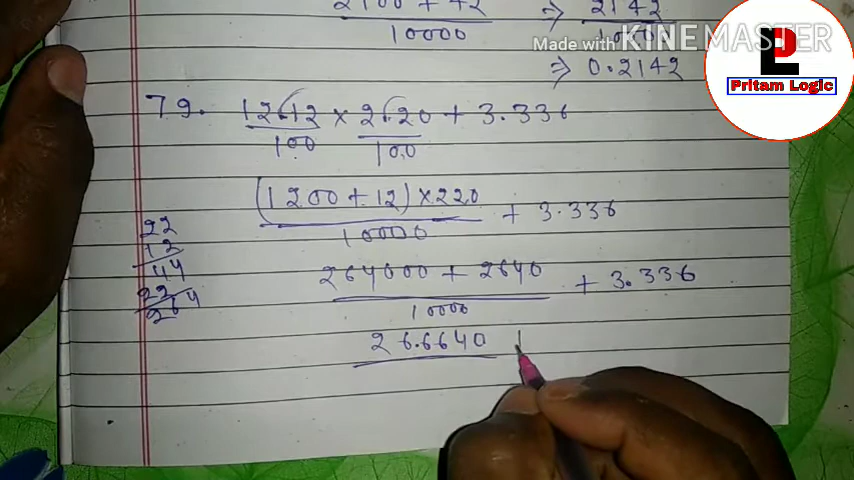 2100 + 42 ⇒ 2142
10000 10000
Made with KINEMASTER
⇒ 0.2142
Pritam Logic
79. 12.12 × 2.20 + 3.336
100 100
(1200 + 12) × 220 + 3.336
10000
22
12
44
22
264
264000 + 2640 + 3.336
10000
26.6640